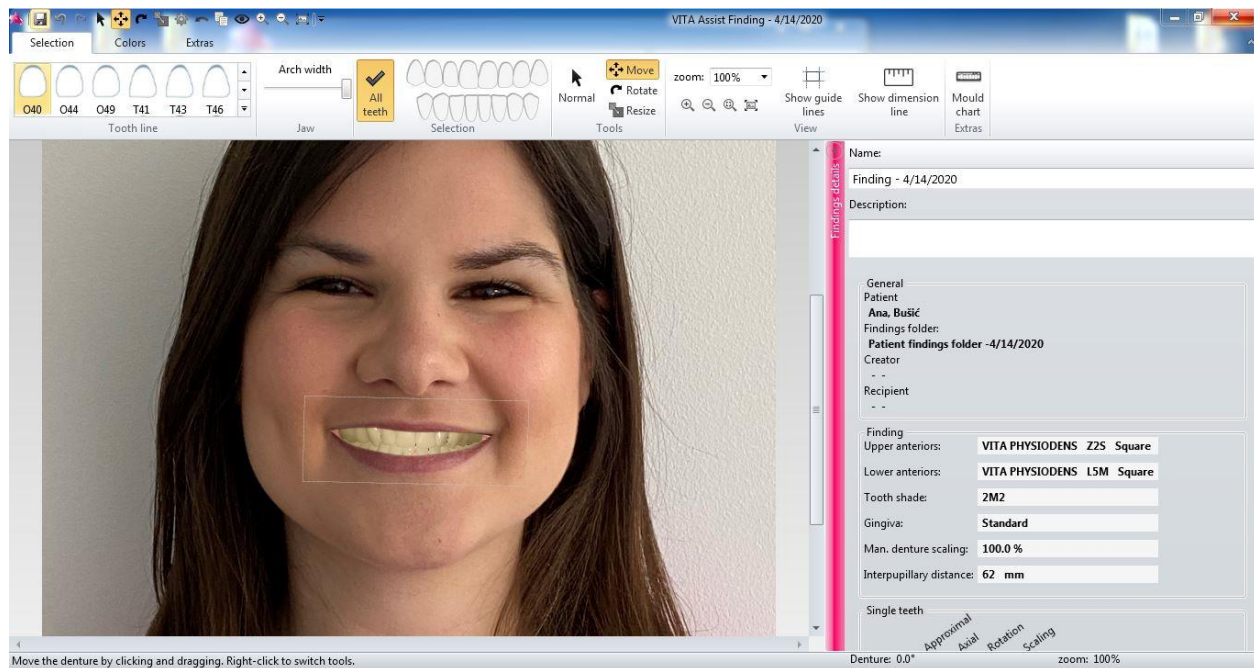 VITA Assist Finding - 4/14/2020
Selection Colors Extras
O40 O44 O49 T41 T43 T46
Tooth line
Arch width
Jaw
All teeth
Selection
Normal
Move
Rotate
Resize
Tools
zoom: 100%
Show guide lines
View
Show dimension line
Mould chart
Extras
Findings details
Name:
Finding - 4/14/2020
Description:
General
Patient
Ana, Bušić
Findings folder:
Patient findings folder -4/14/2020
Creator
- -
Recipient
- -
Finding
Upper anteriors: VITA PHYSIODENS Z2S Square
Lower anteriors: VITA PHYSIODENS L5M Square
Tooth shade: 2M2
Gingiva: Standard
Man. denture scaling: 100.0 %
Interpupillary distance: 62 mm
Single teeth
Approximal
Axial
Rotation
Scaling
Move the denture by clicking and dragging. Right-click to switch tools.
Denture: 0.0° zoom: 100%